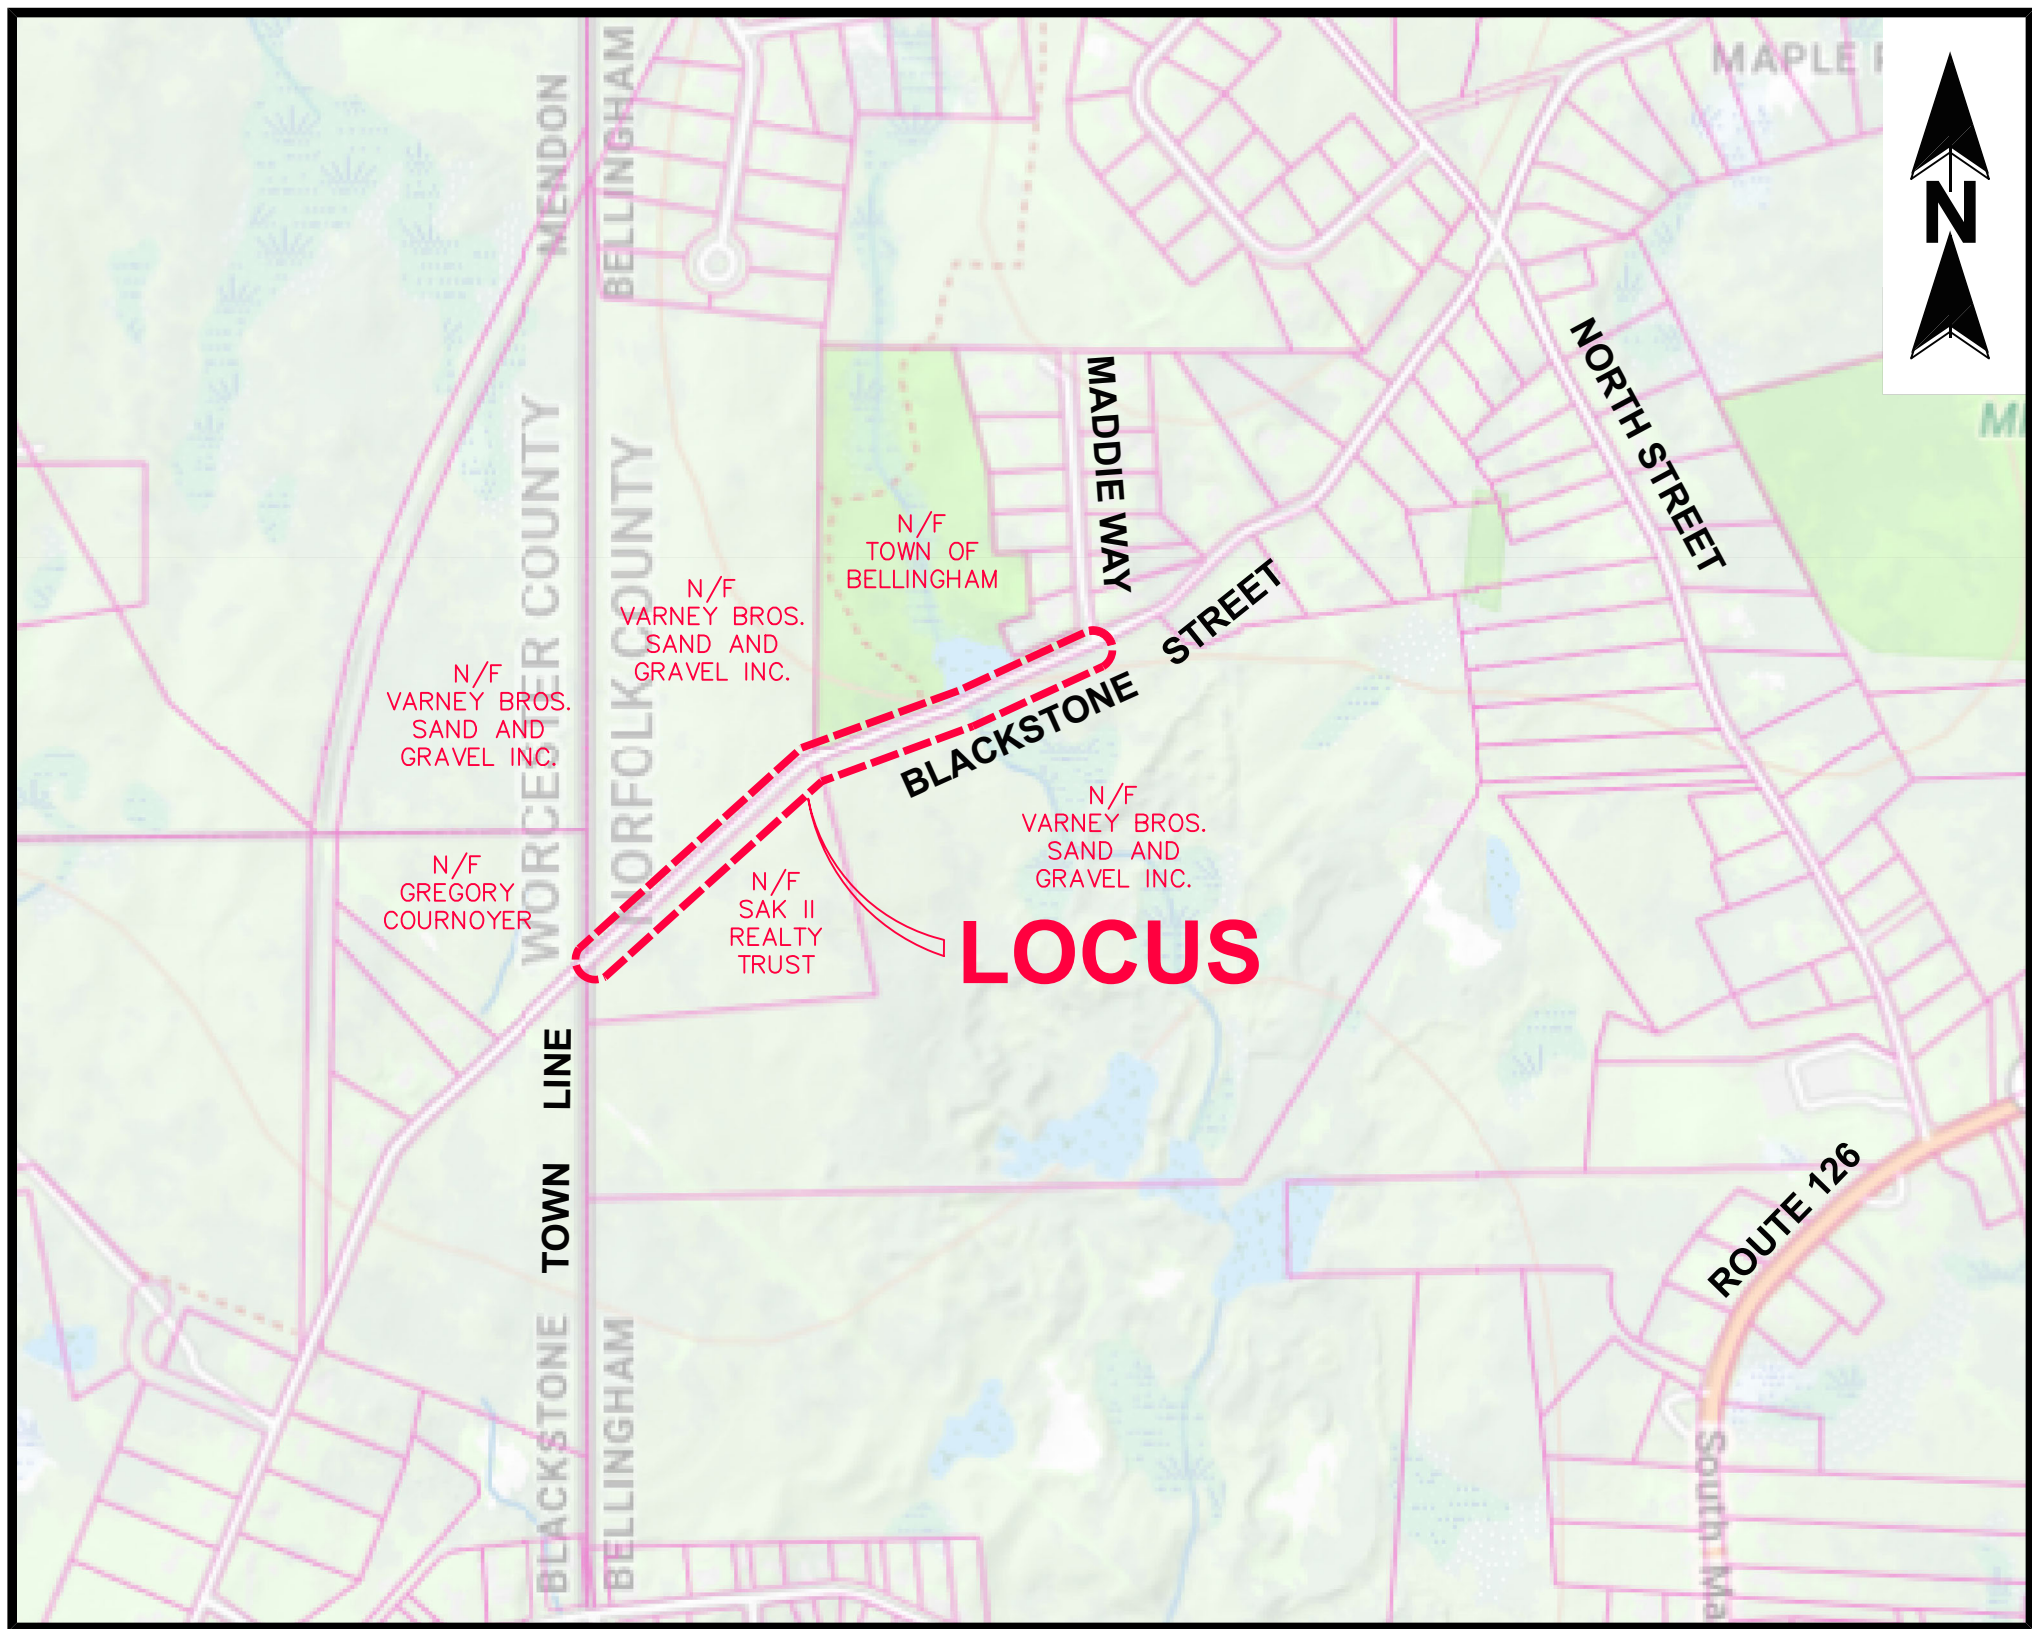 MAPLE
N
MENDON
BELLINGHAM
WORCESTER COUNTY
NORFOLK COUNTY
MADDIE WAY
NORTH STREET
N/F
TOWN OF
BELLINGHAM
N/F
VARNEY BROS.
SAND AND
GRAVEL INC.
N/F
VARNEY BROS.
SAND AND
GRAVEL INC.
BLACKSTONE STREET
N/F
VARNEY BROS.
SAND AND
GRAVEL INC.
N/F
GREGORY
COURNOYER
N/F
SAK II
REALTY
TRUST
LOCUS
TOWN LINE
ROUTE 126
BLACKSTONE
BELLINGHAM
South Ma